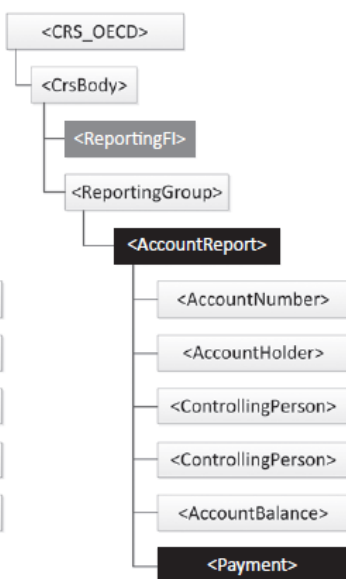 <CRS_OECD>
<CrsBody>
<ReportingFI>
<ReportingGroup>
<AccountReport>
<AccountNumber>
<AccountHolder>
<ControllingPerson>
<ControllingPerson>
<AccountBalance>
<Payment>